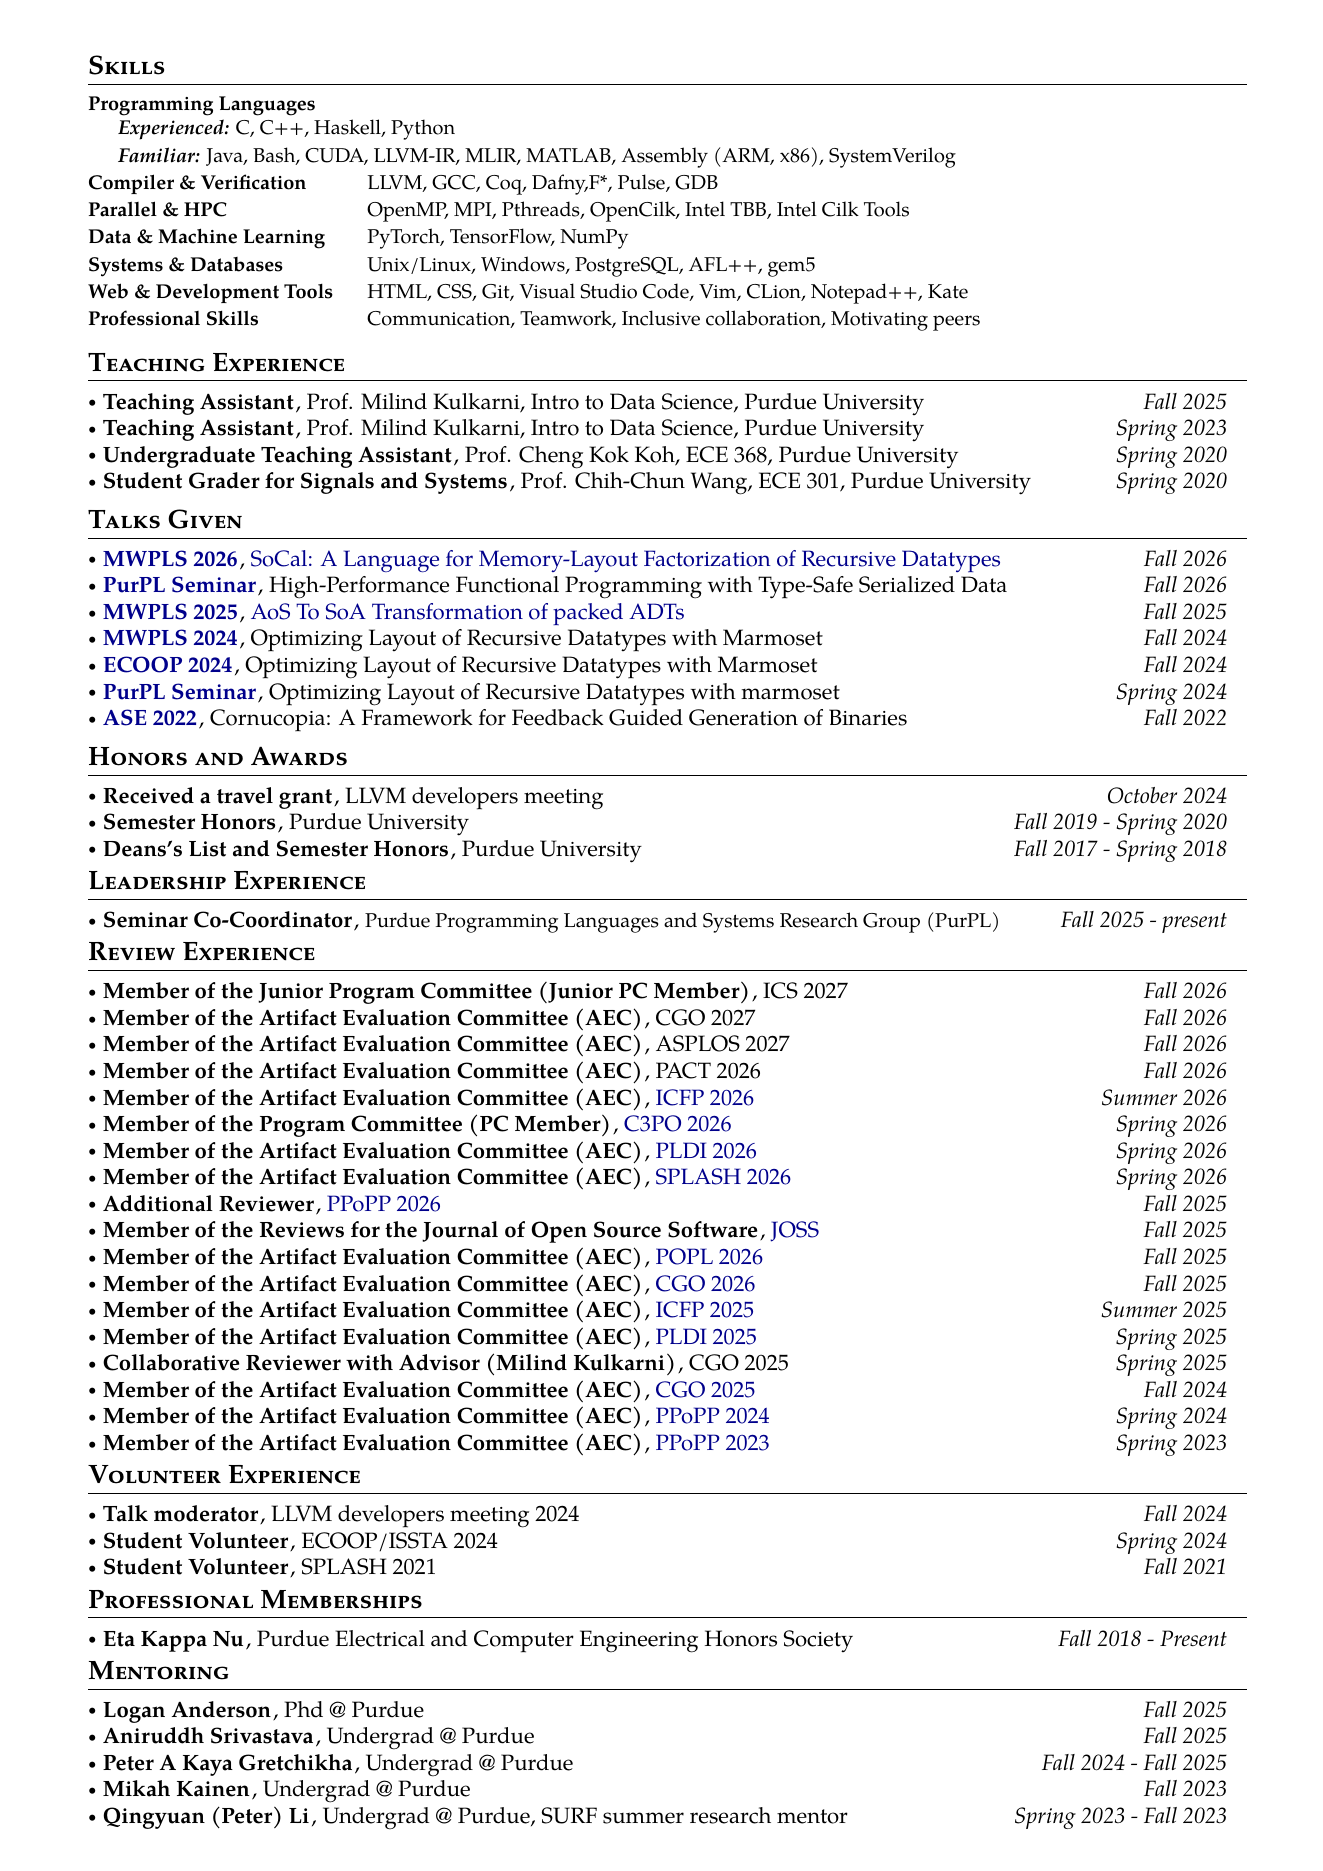 Skills
Programming Languages
Experienced: C, C++, Haskell, Python
Familiar: Java, Bash, CUDA, LLVM-IR, MLIR, MATLAB, Assembly (ARM, x86), SystemVerilog
Compiler & Verification LLVM, GCC, Coq, Dafny,F*, Pulse, GDB
Parallel & HPC OpenMP, MPI, Pthreads, OpenCilk, Intel TBB, Intel Cilk Tools
Data & Machine Learning PyTorch, TensorFlow, NumPy
Systems & Databases Unix/Linux, Windows, PostgreSQL, AFL++, gem5
Web & Development Tools HTML, CSS, Git, Visual Studio Code, Vim, CLion, Notepad++, Kate
Professional Skills Communication, Teamwork, Inclusive collaboration, Motivating peers
Teaching Experience
• Teaching Assistant, Prof. Milind Kulkarni, Intro to Data Science, Purdue University Fall 2025
• Teaching Assistant, Prof. Milind Kulkarni, Intro to Data Science, Purdue University Spring 2023
• Undergraduate Teaching Assistant, Prof. Cheng Kok Koh, ECE 368, Purdue University Spring 2020
• Student Grader for Signals and Systems, Prof. Chih-Chun Wang, ECE 301, Purdue University Spring 2020
Talks Given
• MWPLS 2026, SoCal: A Language for Memory-Layout Factorization of Recursive Datatypes Fall 2026
• PurPL Seminar, High-Performance Functional Programming with Type-Safe Serialized Data Fall 2026
• MWPLS 2025, AoS To SoA Transformation of packed ADTs Fall 2025
• MWPLS 2024, Optimizing Layout of Recursive Datatypes with Marmoset Fall 2024
• ECOOP 2024, Optimizing Layout of Recursive Datatypes with Marmoset Fall 2024
• PurPL Seminar, Optimizing Layout of Recursive Datatypes with marmoset Spring 2024
• ASE 2022, Cornucopia: A Framework for Feedback Guided Generation of Binaries Fall 2022
Honors and Awards
• Received a travel grant, LLVM developers meeting October 2024
• Semester Honors, Purdue University Fall 2019 - Spring 2020
• Deans's List and Semester Honors, Purdue University Fall 2017 - Spring 2018
Leadership Experience
• Seminar Co-Coordinator, Purdue Programming Languages and Systems Research Group (PurPL) Fall 2025 - present
Review Experience
• Member of the Junior Program Committee (Junior PC Member), ICS 2027 Fall 2026
• Member of the Artifact Evaluation Committee (AEC), CGO 2027 Fall 2026
• Member of the Artifact Evaluation Committee (AEC), ASPLOS 2027 Fall 2026
• Member of the Artifact Evaluation Committee (AEC), PACT 2026 Fall 2026
• Member of the Artifact Evaluation Committee (AEC), ICFP 2026 Summer 2026
• Member of the Program Committee (PC Member), C3PO 2026 Spring 2026
• Member of the Artifact Evaluation Committee (AEC), PLDI 2026 Spring 2026
• Member of the Artifact Evaluation Committee (AEC), SPLASH 2026 Spring 2026
• Additional Reviewer, PPoPP 2026 Fall 2025
• Member of the Reviews for the Journal of Open Source Software, JOSS Fall 2025
• Member of the Artifact Evaluation Committee (AEC), POPL 2026 Fall 2025
• Member of the Artifact Evaluation Committee (AEC), CGO 2026 Fall 2025
• Member of the Artifact Evaluation Committee (AEC), ICFP 2025 Summer 2025
• Member of the Artifact Evaluation Committee (AEC), PLDI 2025 Spring 2025
• Collaborative Reviewer with Advisor (Milind Kulkarni), CGO 2025 Spring 2025
• Member of the Artifact Evaluation Committee (AEC), CGO 2025 Fall 2024
• Member of the Artifact Evaluation Committee (AEC), PPoPP 2024 Spring 2024
• Member of the Artifact Evaluation Committee (AEC), PPoPP 2023 Spring 2023
Volunteer Experience
• Talk moderator, LLVM developers meeting 2024 Fall 2024
• Student Volunteer, ECOOP/ISSTA 2024 Spring 2024
• Student Volunteer, SPLASH 2021 Fall 2021
Professional Memberships
• Eta Kappa Nu, Purdue Electrical and Computer Engineering Honors Society Fall 2018 - Present
Mentoring
• Logan Anderson, Phd @ Purdue Fall 2025
• Aniruddh Srivastava, Undergrad @ Purdue Fall 2025
• Peter A Kaya Gretchikha, Undergrad @ Purdue Fall 2024 - Fall 2025
• Mikah Kainen, Undergrad @ Purdue Fall 2023
• Qingyuan (Peter) Li, Undergrad @ Purdue, SURF summer research mentor Spring 2023 - Fall 2023